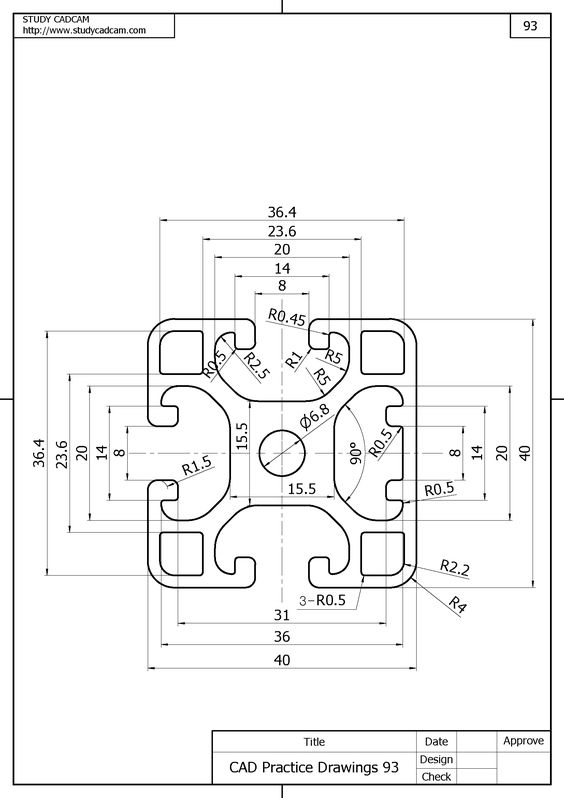 STUDY CADCAM
http://www.studycadcam.com
93
36.4
23.6
20
14
8
R0.45
R0.5
R2.5
R1
R5
R5
Ø6.8
15.5
15.5
90°
R0.5
R1.5
R0.5
36.4
23.6
20
14
8
8
14
20
40
R2.2
R4
3-R0.5
31
36
40
Title
Date
Approve
CAD Practice Drawings 93
Design
Check